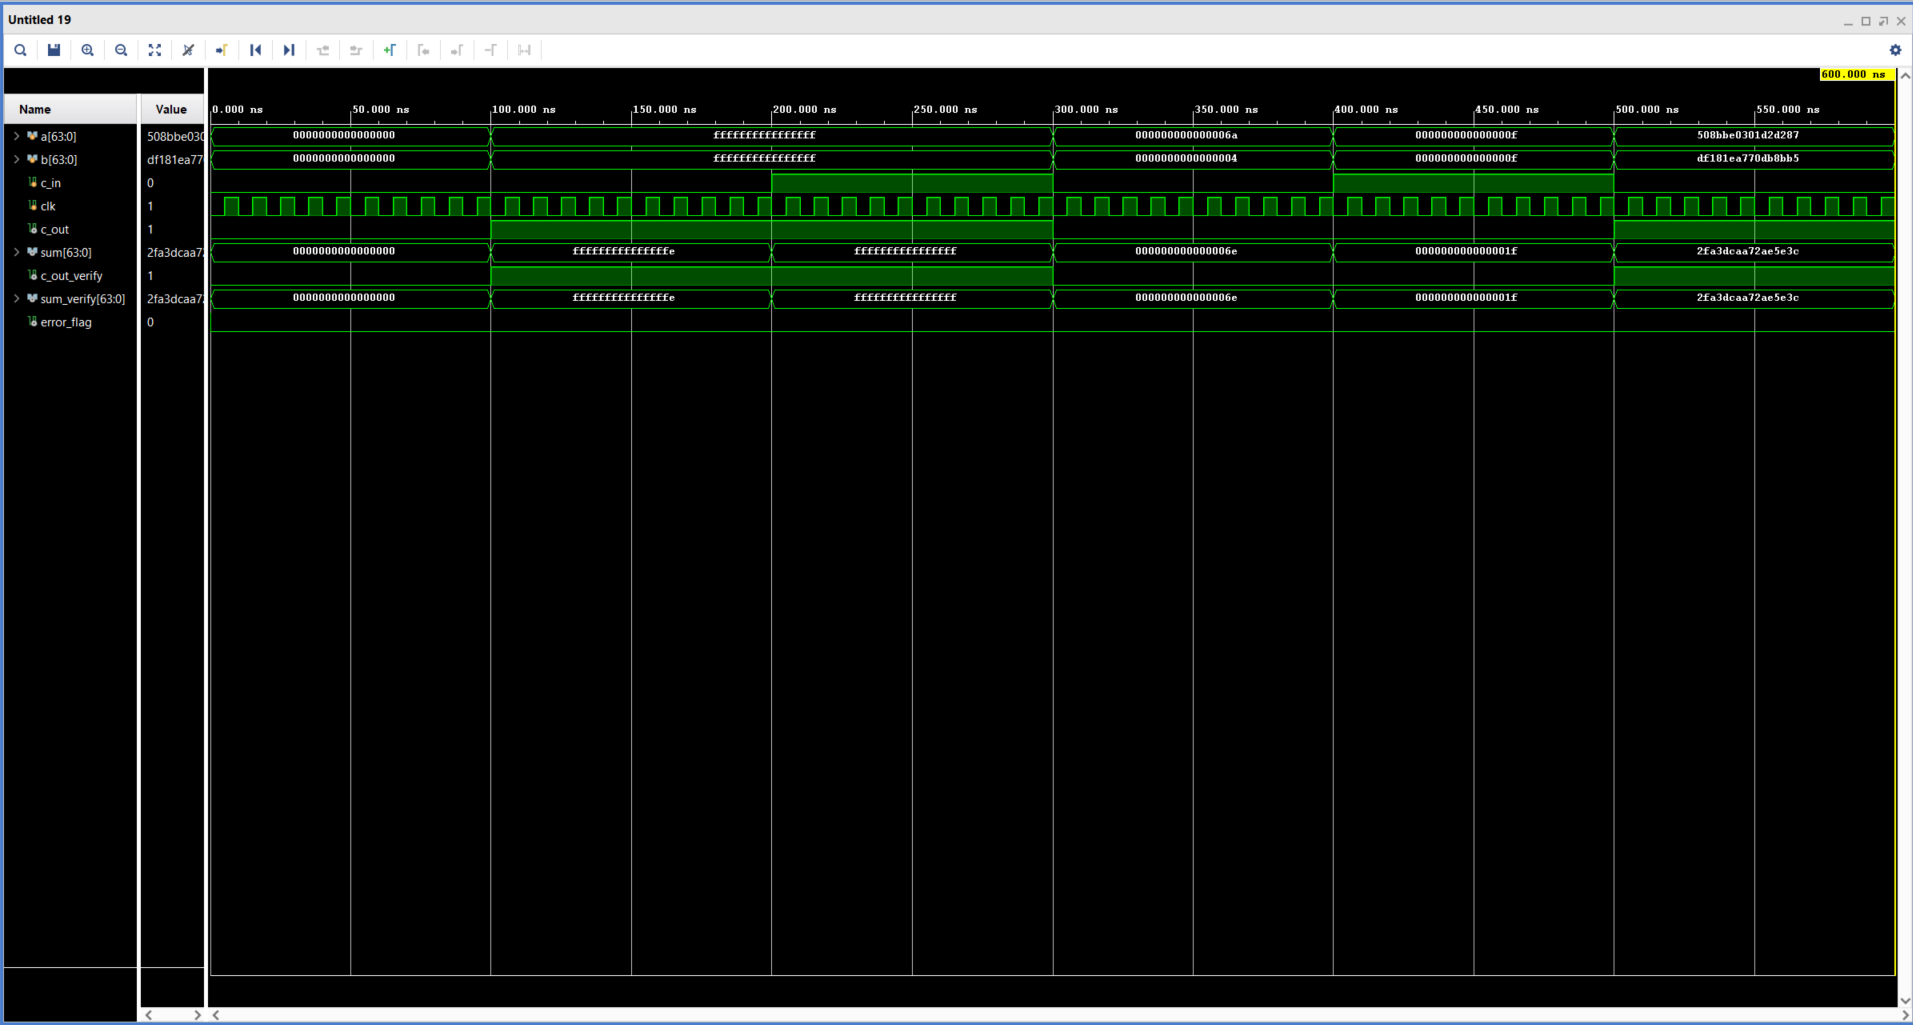 Untitled 19
600.000 ns
Name Value 0.000 ns 50.000 ns 100.000 ns 150.000 ns 200.000 ns 250.000 ns 300.000 ns 350.000 ns 400.000 ns 450.000 ns 500.000 ns 550.000 ns
a[63:0] 508bbe030 0000000000000000 ffffffffffffffff 000000000000006a 000000000000000f 508bbe0301d2d287
b[63:0] df181ea77 0000000000000000 ffffffffffffffff 0000000000000004 000000000000000f df181ea770db8bb5
c_in 0
clk 1
c_out 1
sum[63:0] 2fa3dcaa72 0000000000000000 fffffffffffffffe ffffffffffffffff 000000000000006e 000000000000001f 2fa3dcaa72ae5e3c
c_out_verify 1
sum_verify[63:0] 2fa3dcaa72 0000000000000000 fffffffffffffffe ffffffffffffffff 000000000000006e 000000000000001f 2fa3dcaa72ae5e3c
error_flag 0